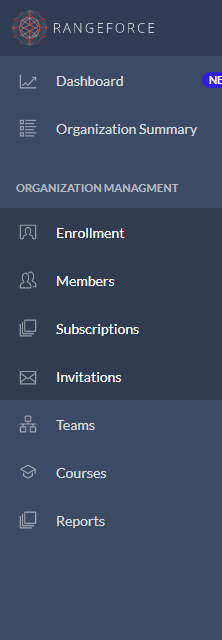 RANGEFORCE
Dashboard
NE
Organization Summary
ORGANIZATION MANAGMENT
Enrollment
Members
Subscriptions
Invitations
Teams
Courses
Reports